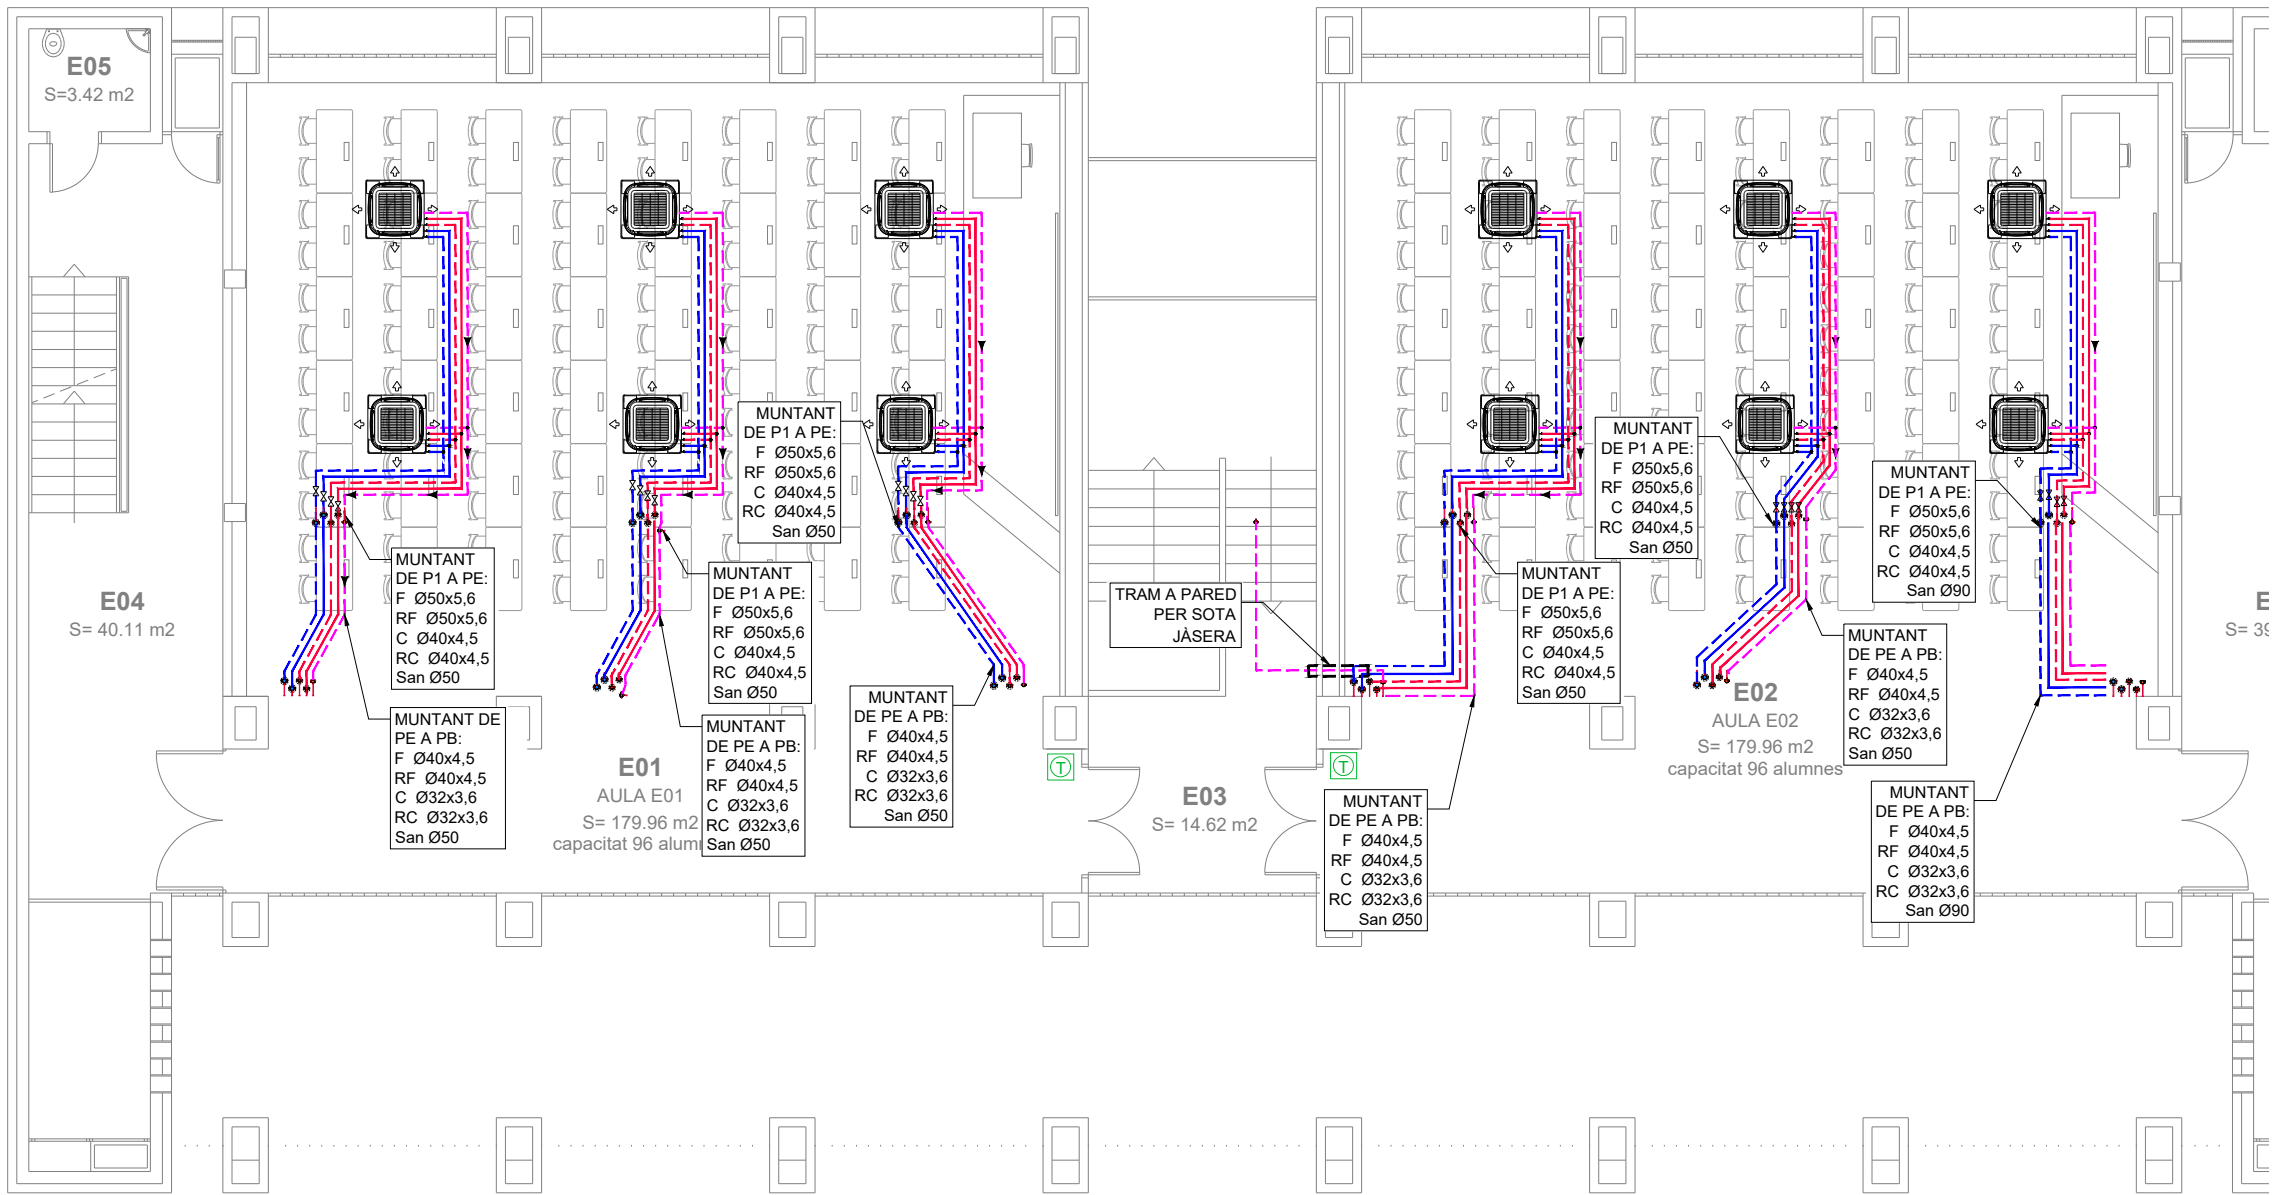 E05
S=3.42 m2
E04
S= 40.11 m2
MUNTANT
DE P1 A PE:
F Ø50x5,6
RF Ø50x5,6
C Ø40x4,5
RC Ø40x4,5
San Ø50
MUNTANT DE
PE A PB:
F Ø40x4,5
RF Ø40x4,5
C Ø32x3,6
RC Ø32x3,6
San Ø50
E01
AULA E01
S= 179.96 m2
capacitat 96 alum
MUNTANT
DE P1 A PE:
F Ø50x5,6
RF Ø50x5,6
C Ø40x4,5
RC Ø40x4,5
San Ø50
MUNTANT
DE PE A PB:
F Ø40x4,5
RF Ø40x4,5
C Ø32x3,6
RC Ø32x3,6
San Ø50
MUNTANT
DE P1 A PE:
F Ø50x5,6
RF Ø50x5,6
C Ø40x4,5
RC Ø40x4,5
San Ø50
MUNTANT
DE PE A PB:
F Ø40x4,5
RF Ø40x4,5
C Ø32x3,6
RC Ø32x3,6
San Ø50
T
TRAM A PARED
PER SOTA
JÀSERA
E03
S= 14.62 m2
T
MUNTANT
DE PE A PB:
F Ø40x4,5
RF Ø40x4,5
C Ø32x3,6
RC Ø32x3,6
San Ø50
MUNTANT
DE P1 A PE:
F Ø50x5,6
RF Ø50x5,6
C Ø40x4,5
RC Ø40x4,5
San Ø50
MUNTANT
DE P1 A PE:
F Ø50x5,6
RF Ø50x5,6
C Ø40x4,5
RC Ø40x4,5
San Ø50
E02
AULA E02
S= 179.96 m2
capacitat 96 alumnes
MUNTANT
DE PE A PB:
F Ø40x4,5
RF Ø40x4,5
C Ø32x3,6
RC Ø32x3,6
San Ø50
MUNTANT
DE P1 A PE:
F Ø50x5,6
RF Ø50x5,6
C Ø40x4,5
RC Ø40x4,5
San Ø90
MUNTANT
DE PE A PB:
F Ø40x4,5
RF Ø40x4,5
C Ø32x3,6
RC Ø32x3,6
San Ø90
E
S= 39